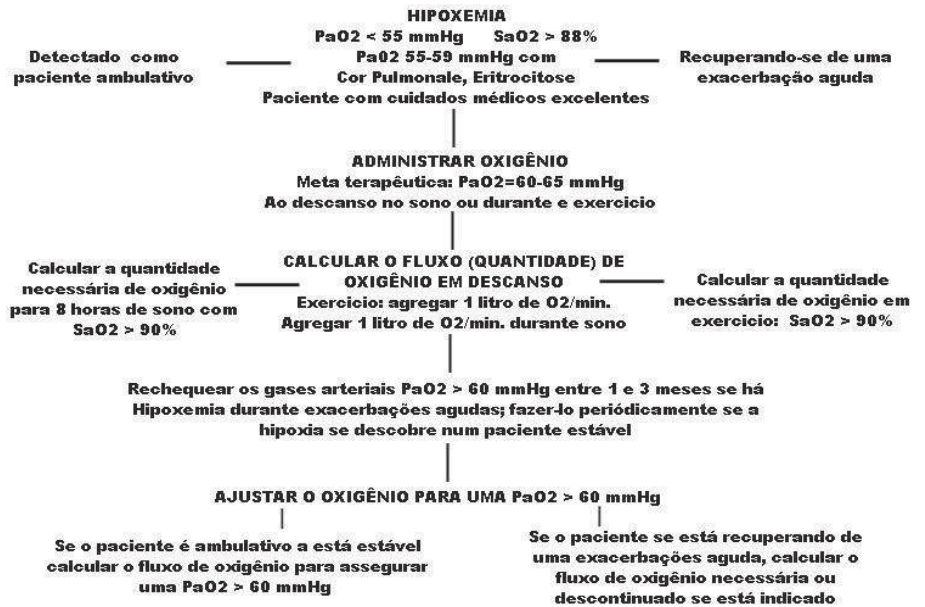 HIPOXEMIA
PaO2 < 55 mmHg SaO2 > 88%
Pa02 55-59 mmHg com
Cor Pulmonale, Eritrocitose
Paciente com cuidados médicos excelentes
Detectado como
paciente ambulativo
Recuperando-se de uma
exacerbação aguda
ADMINISTRAR OXIGÊNIO
Meta terapêutica: PaO2=60-65 mmHg
Ao descanso no sono ou durante e exercicio
CALCULAR O FLUXO (QUANTIDADE) DE
OXIGÊNIO EM DESCANSO
Exercicio: agregar 1 litro de O2/min.
Agregar 1 litro de O2/min. durante sono
Calcular a quantidade
necessária de oxigênio
para 8 horas de sono com
SaO2 > 90%
Calcular a quantidade
necessária de oxigênio em
exercicio: SaO2 > 90%
Rechequear os gases arteriais PaO2 > 60 mmHg entre 1 e 3 meses se há
Hipoxemia durante exacerbações agudas; fazer-lo periódicamente se a
hipoxia se descobre num paciente estável
AJUSTAR O OXIGÊNIO PARA UMA PaO2 > 60 mmHg
Se o paciente é ambulativo a está estável
calcular o fluxo de oxigênio para assegurar
uma PaO2 > 60 mmHg
Se o paciente se está recuperando de
uma exacerbações aguda, calcular o
fluxo de oxigênio necessária ou
descontinuado se está indicado